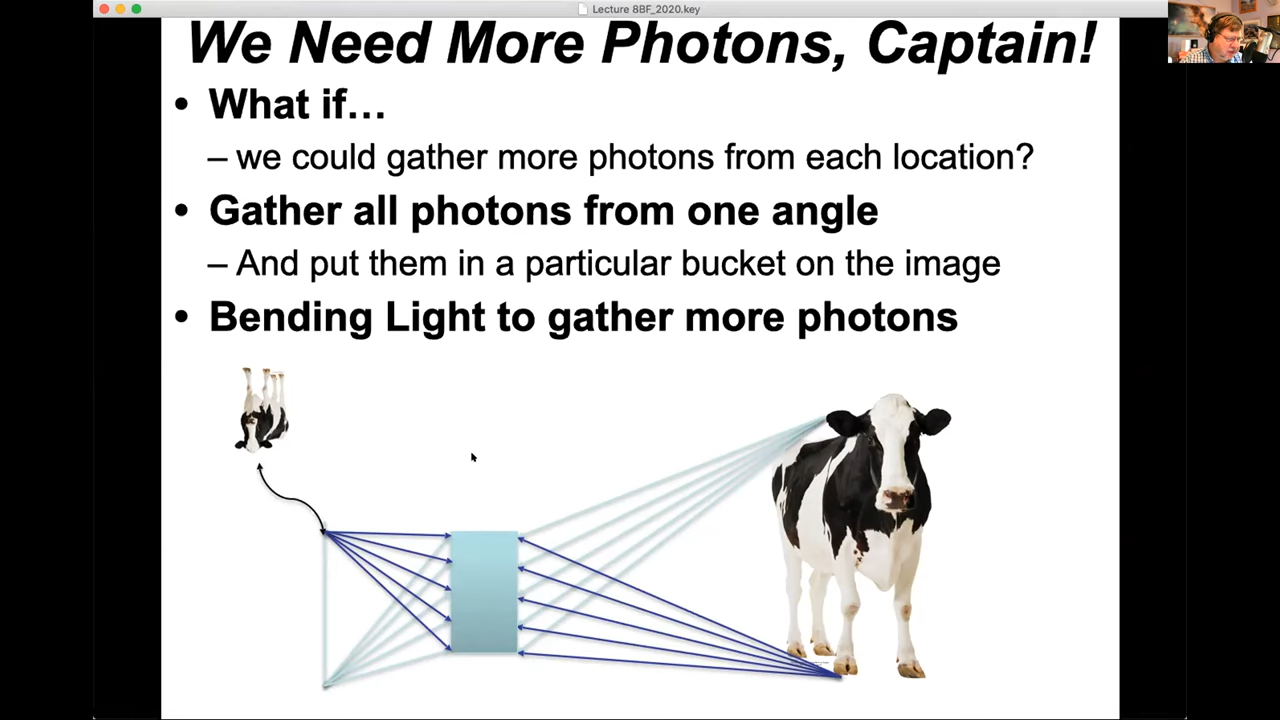 Lecture 8BF_2020.key
We Need More Photons, Captain!
• What if…
– we could gather more photons from each location?
• Gather all photons from one angle
– And put them in a particular bucket on the image
• Bending Light to gather more photons